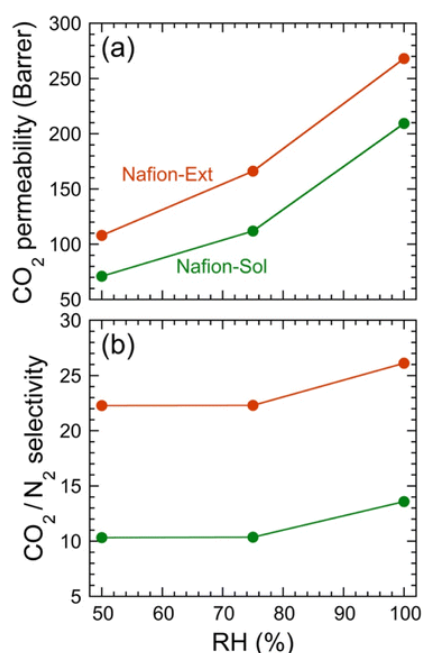 (a)
CO2 permeability (Barrer)
300
250
200
150
100
50
Nafion-Ext
Nafion-Sol
(b)
CO2 / N2 selectivity
30
25
20
15
10
5
50 60 70 80 90 100
RH (%)